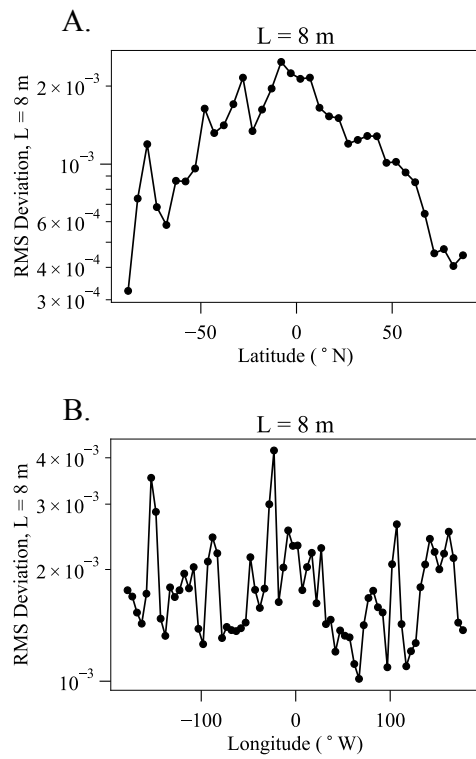 A.
L = 8 m
RMS Deviation, L = 8 m
2 × 10⁻³
10⁻³
6 × 10⁻⁴
4 × 10⁻⁴
3 × 10⁻⁴
−50
0
50
Latitude (°N)
B.
L = 8 m
RMS Deviation, L = 8 m
4 × 10⁻³
3 × 10⁻³
2 × 10⁻³
10⁻³
−100
0
100
Longitude (°W)